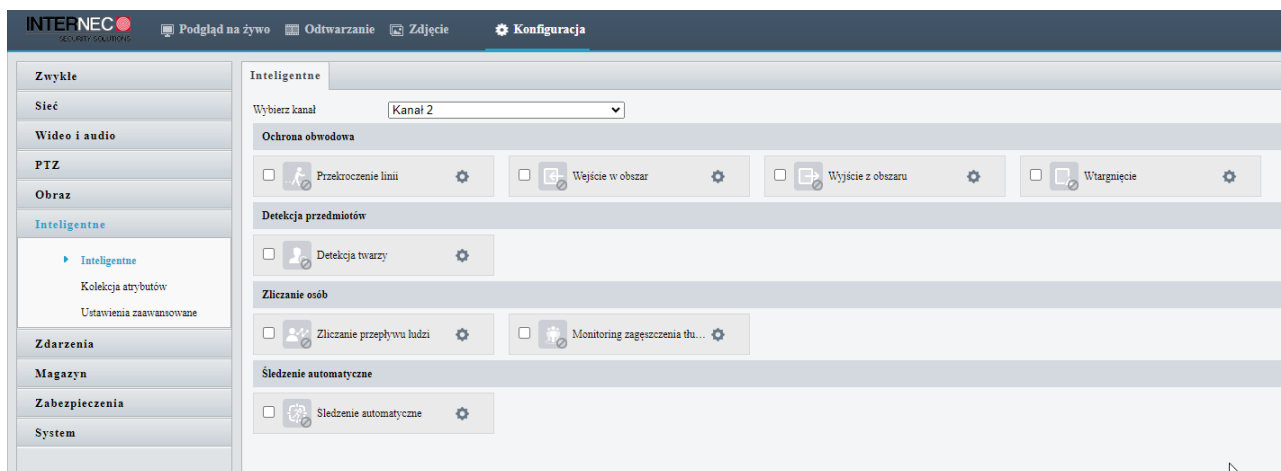 INTERNEC
SECURITY SOLUTIONS
Podgląd na żywo Odtwarzanie Zdjęcie Konfiguracja
Zwykłe
Sieć
Wideo i audio
PTZ
Obraz
Inteligentne
Inteligentne
Kolekcja atrybutów
Ustawienia zaawansowane
Zdarzenia
Magazyn
Zabezpieczenia
System
Inteligentne
Wybierz kanał Kanał 2
Ochrona obwodowa
Przekroczenie linii Wejście w obszar Wyjście z obszaru Wtargnięcie
Detekcja przedmiotów
Detekcja twarzy
Zliczanie osób
Zliczanie przepływu ludzi Monitoring zagęszczenia tłu...
Śledzenie automatyczne
Śledzenie automatyczne